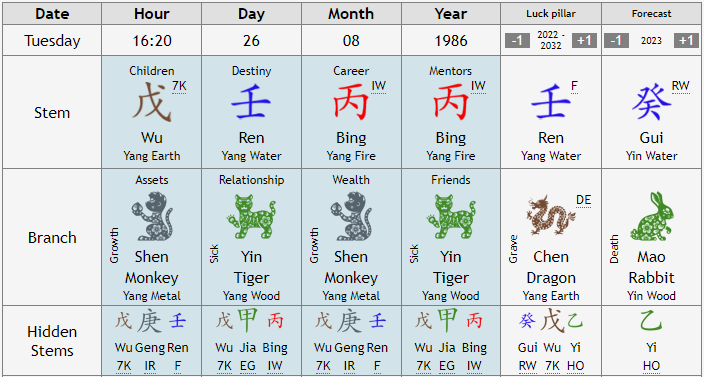 Date Hour Day Month Year Luck pillar Forecast
Tuesday 16:20 26 08 1986 -1 2022 - 2032 +1 -1 2023 +1
Stem
Children Destiny Career Mentors
戊 7K 壬 丙 IW 丙 IW 壬 F 癸 RW
Wu Ren Bing Bing Ren Gui
Yang Earth Yang Water Yang Fire Yang Fire Yang Water Yin Water
Branch
Assets Relationship Wealth Friends
Growth Sick Growth Sick Grave DE Death
Shen Yin Shen Yin Chen Mao
Monkey Tiger Monkey Tiger Dragon Rabbit
Yang Metal Yang Wood Yang Metal Yang Wood Yang Earth Yin Wood
Hidden Stems
戊 庚 壬 戊 甲 丙 戊 庚 壬 戊 甲 丙 癸 戊 乙 乙
Wu Geng Ren Wu Jia Bing Wu Geng Ren Wu Jia Bing Gui Wu Yi Yi
7K IR F 7K EG IW 7K IR F 7K EG IW RW 7K HO HO